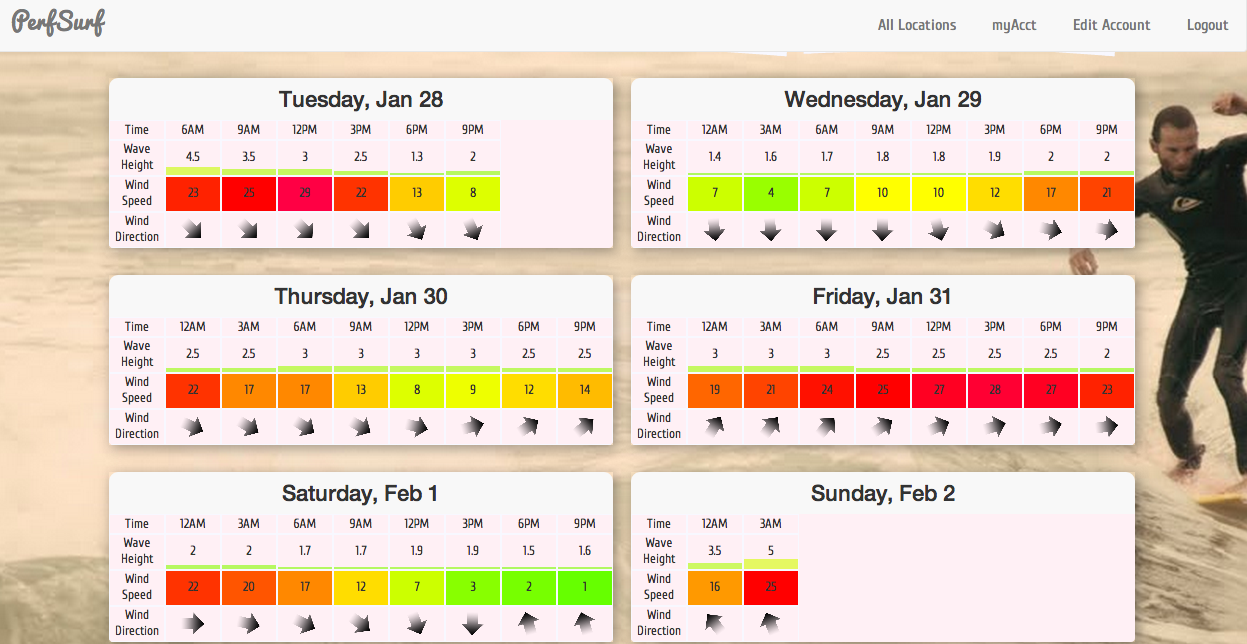 PerfSurf
All Locations myAcct Edit Account Logout
Tuesday, Jan 28
Time 6AM 9AM 12PM 3PM 6PM 9PM
Wave Height 4.5 3.5 3 2.5 1.3 2
Wind Speed 23 25 29 22 13 8
Wind Direction
Wednesday, Jan 29
Time 12AM 3AM 6AM 9AM 12PM 3PM 6PM 9PM
Wave Height 1.4 1.6 1.7 1.8 1.8 1.9 2 2
Wind Speed 7 4 7 10 10 12 17 21
Wind Direction
Thursday, Jan 30
Time 12AM 3AM 6AM 9AM 12PM 3PM 6PM 9PM
Wave Height 2.5 2.5 3 3 3 3 2.5 2.5
Wind Speed 22 17 17 13 8 9 12 14
Wind Direction
Friday, Jan 31
Time 12AM 3AM 6AM 9AM 12PM 3PM 6PM 9PM
Wave Height 3 3 3 2.5 2.5 2.5 2.5 2
Wind Speed 19 21 24 25 27 28 27 23
Wind Direction
Saturday, Feb 1
Time 12AM 3AM 6AM 9AM 12PM 3PM 6PM 9PM
Wave Height 2 2 1.7 1.7 1.9 1.9 1.5 1.6
Wind Speed 22 20 17 12 7 3 2 1
Wind Direction
Sunday, Feb 2
Time 12AM 3AM
Wave Height 3.5 5
Wind Speed 16 25
Wind Direction